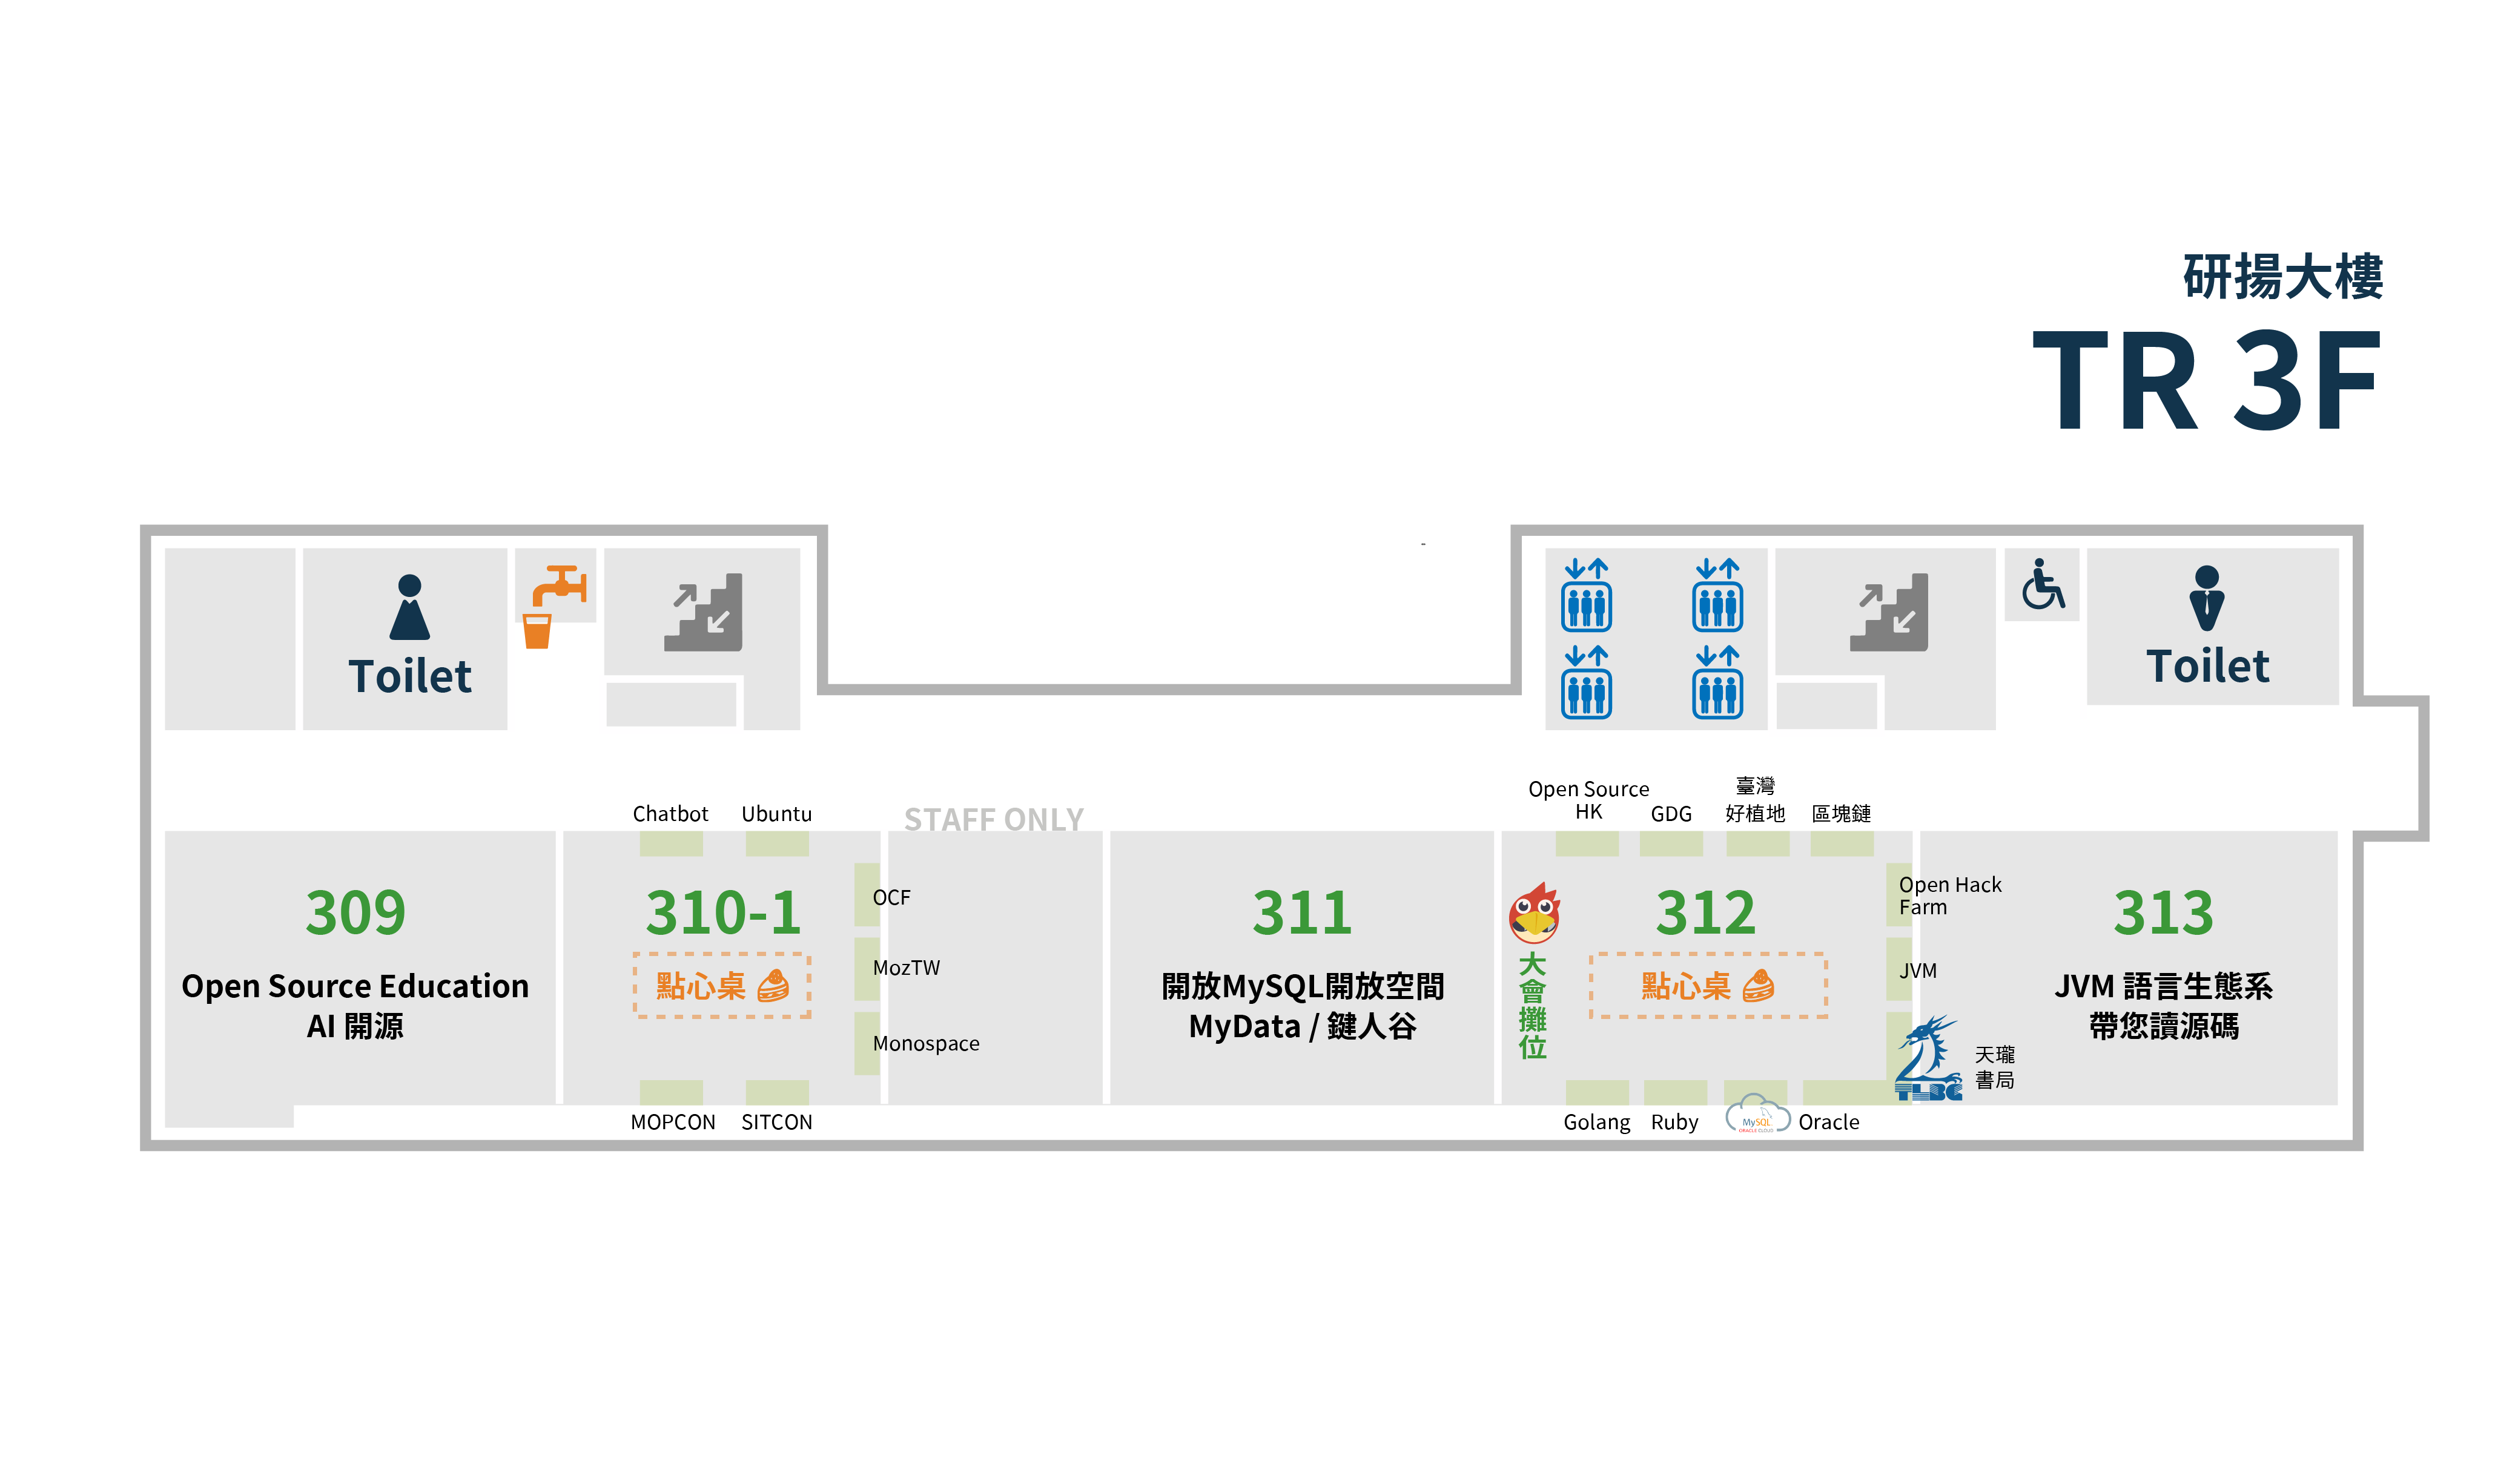 研揚大樓
TR 3F
Toilet
Toilet
Chatbot
Ubuntu
STAFF ONLY
Open Source
HK
GDG
臺灣
好植地
區塊鏈
309
Open Source Education
AI 開源
310-1
點心桌
OCF
MozTW
Monospace
MOPCON
SITCON
311
開放MySQL開放空間
MyData / 鍵人谷
大會攤位
312
點心桌
Open Hack
Farm
JVM
天瓏
書局
TLBC
Golang
Ruby
MySQL
ORACLE CLOUD
Oracle
313
JVM 語言生態系
帶您讀源碼